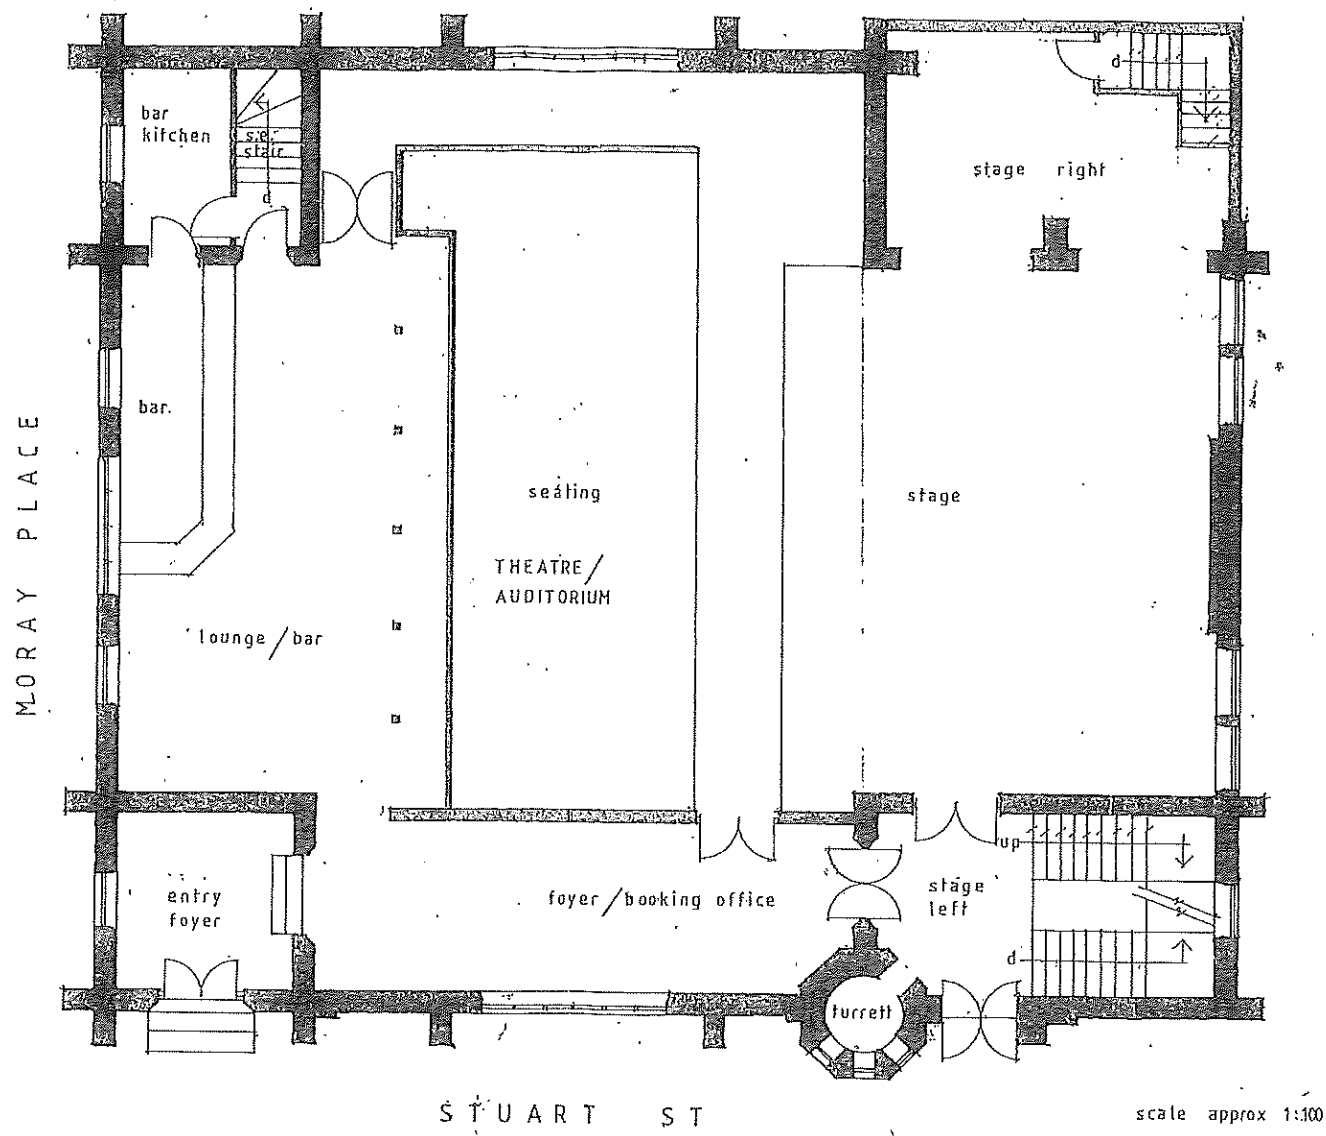 bar
kitchen
s.e.
stair
d
d
stage right
bar.
seating
stage
THEATRE/
AUDITORIUM
lounge/bar
MORAY PLACE
up
entry
foyer
foyer/booking office
stage
left
d
turrett
STUART ST
scale approx 1:100